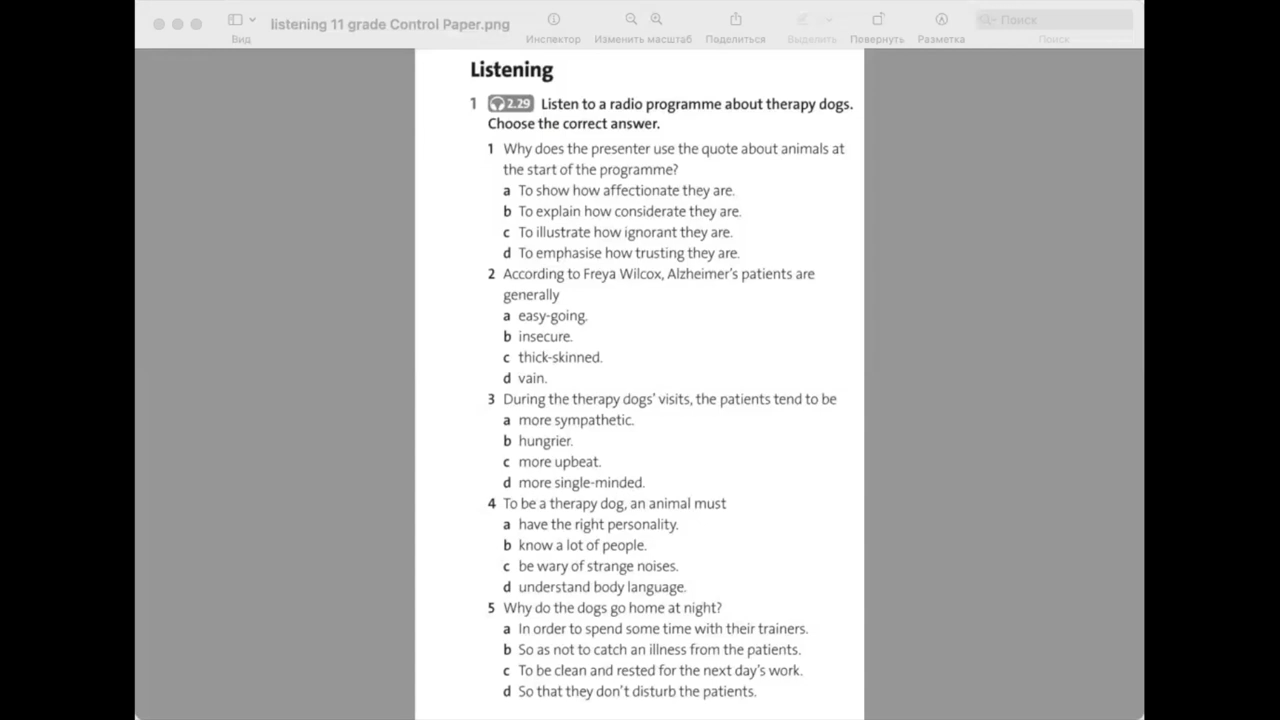 listening 11 grade Control Paper.png
Вид
Инспектор
Изменить масштаб
Поделиться
Выделить
Повернуть
Разметка
Поиск
Поиск
Listening
1 2.29 Listen to a radio programme about therapy dogs.
Choose the correct answer.
1 Why does the presenter use the quote about animals at
the start of the programme?
a To show how affectionate they are.
b To explain how considerate they are.
c To illustrate how ignorant they are.
d To emphasise how trusting they are.
2 According to Freya Wilcox, Alzheimer's patients are
generally
a easy-going.
b insecure.
c thick-skinned.
d vain.
3 During the therapy dogs' visits, the patients tend to be
a more sympathetic.
b hungrier.
c more upbeat.
d more single-minded.
4 To be a therapy dog, an animal must
a have the right personality.
b know a lot of people.
c be wary of strange noises.
d understand body language.
5 Why do the dogs go home at night?
a In order to spend some time with their trainers.
b So as not to catch an illness from the patients.
c To be clean and rested for the next day's work.
d So that they don't disturb the patients.